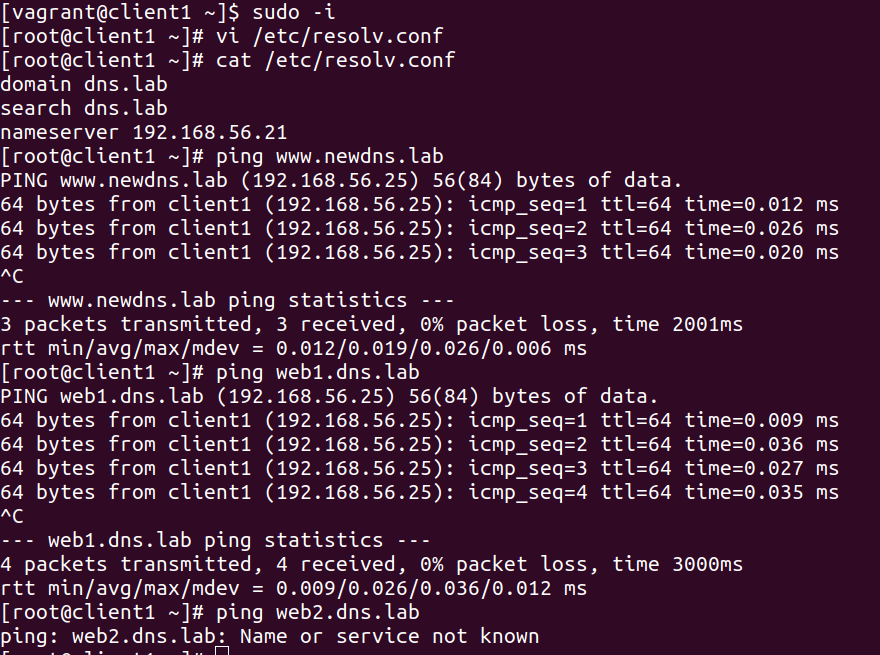 [vagrant@client1 ~]$ sudo -i
[root@client1 ~]# vi /etc/resolv.conf
[root@client1 ~]# cat /etc/resolv.conf
domain dns.lab
search dns.lab
nameserver 192.168.56.21
[root@client1 ~]# ping www.newdns.lab
PING www.newdns.lab (192.168.56.25) 56(84) bytes of data.
64 bytes from client1 (192.168.56.25): icmp_seq=1 ttl=64 time=0.012 ms
64 bytes from client1 (192.168.56.25): icmp_seq=2 ttl=64 time=0.026 ms
64 bytes from client1 (192.168.56.25): icmp_seq=3 ttl=64 time=0.020 ms
^C
--- www.newdns.lab ping statistics ---
3 packets transmitted, 3 received, 0% packet loss, time 2001ms
rtt min/avg/max/mdev = 0.012/0.019/0.026/0.006 ms
[root@client1 ~]# ping web1.dns.lab
PING web1.dns.lab (192.168.56.25) 56(84) bytes of data.
64 bytes from client1 (192.168.56.25): icmp_seq=1 ttl=64 time=0.009 ms
64 bytes from client1 (192.168.56.25): icmp_seq=2 ttl=64 time=0.036 ms
64 bytes from client1 (192.168.56.25): icmp_seq=3 ttl=64 time=0.027 ms
64 bytes from client1 (192.168.56.25): icmp_seq=4 ttl=64 time=0.035 ms
^C
--- web1.dns.lab ping statistics ---
4 packets transmitted, 4 received, 0% packet loss, time 3000ms
rtt min/avg/max/mdev = 0.009/0.026/0.036/0.012 ms
[root@client1 ~]# ping web2.dns.lab
ping: web2.dns.lab: Name or service not known